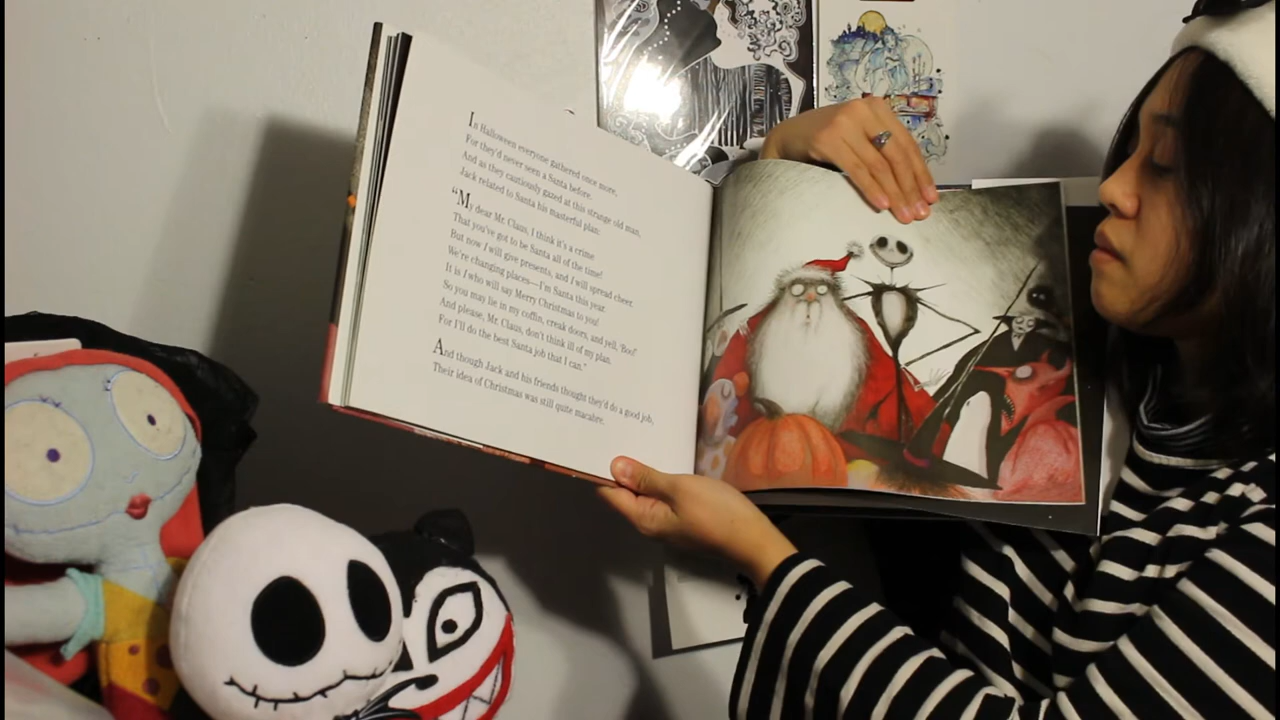 In Halloween everyone gathered once more,
For they'd never seen a Santa before.
And as they cautiously gazed at this strange old man,
Jack related to Santa his masterful plan:
"My dear Mr. Claus, I think it's a crime
That you've got to be Santa all of the time!
But now I will give presents, and I will spread cheer.
We're changing places—I'm Santa this year.
It is I who will say Merry Christmas to you!
So you may lie in my coffin, creak doors, and yell, 'Boo!'
And please, Mr. Claus, don't think ill of my plan.
For I'll do the best Santa job that I can."
And though Jack and his friends thought they'd do a good job,
Their idea of Christmas was still quite macabre.